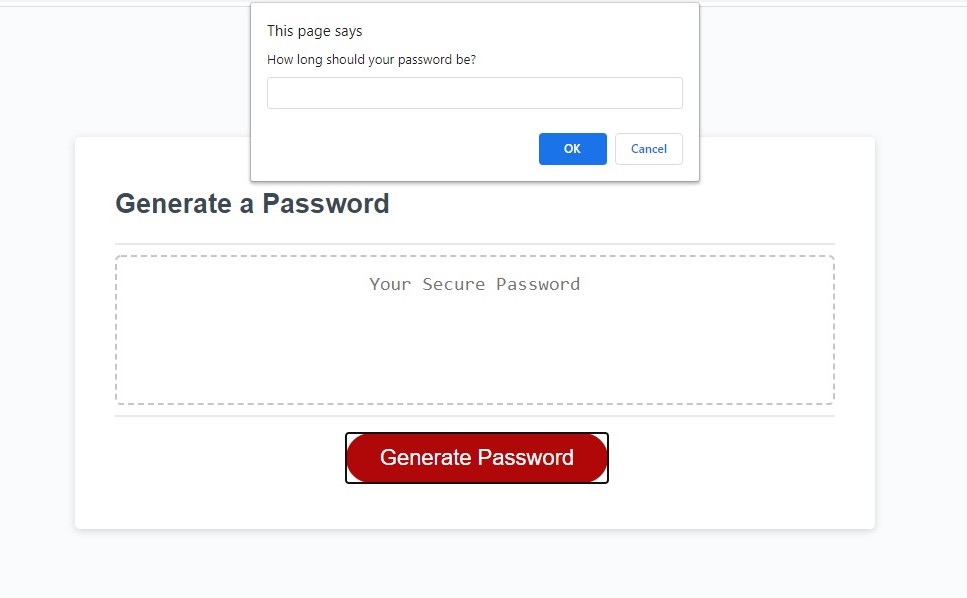 This page says
How long should your password be?
OK
Cancel
Generate a Password
Your Secure Password
Generate Password